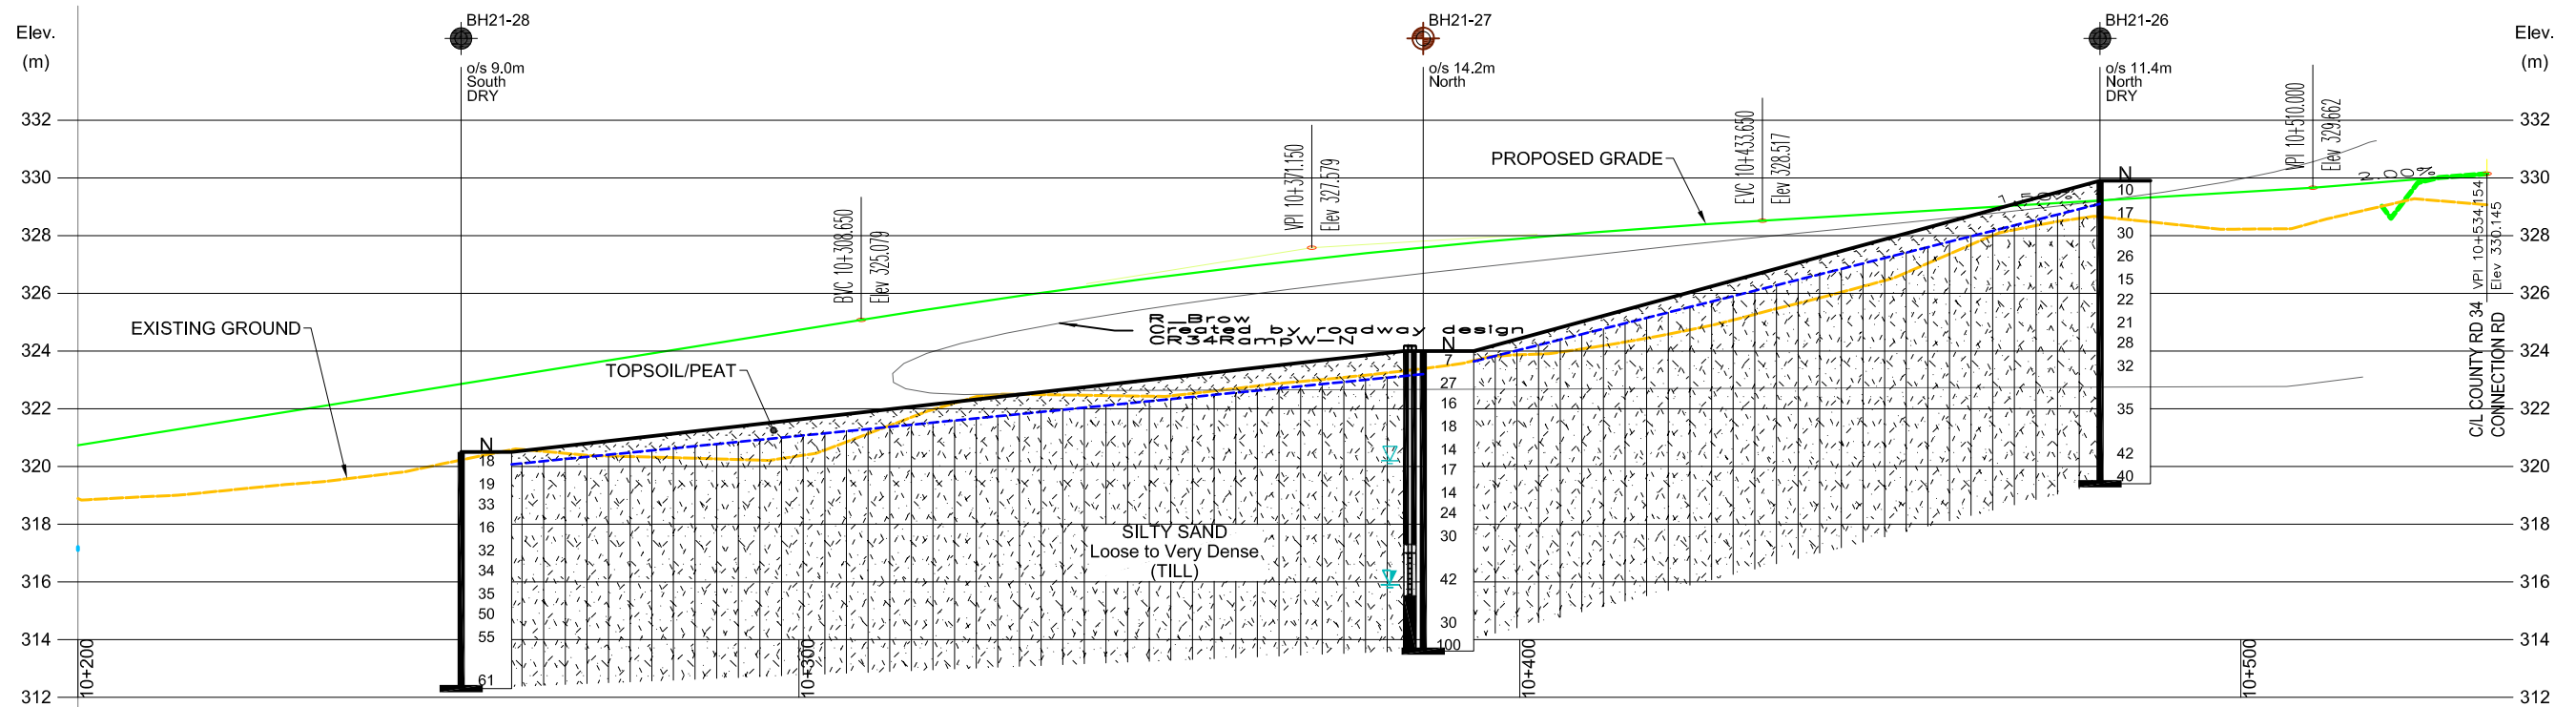 Elev.
(m)
BH21-28
o/s 9.0m
South
DRY
BH21-27
o/s 14.2m
North
BH21-26
o/s 11.4m
North
DRY
Elev.
(m)
332
330
328
326
324
322
320
318
316
314
312
332
330
328
326
324
322
320
318
316
314
312
EXISTING GROUND
TOPSOIL/PEAT
BVC 10+308.650
Elev 325.079
VPI 10+371.150
Elev 327.579
PROPOSED GRADE
EVC 10+433.650
Elev 328.517
VPI 10+510.000
Elev 329.662
2.00%
R_Brow
Created by roadway design
CR34RampW-N
SILTY SAND
Loose to Very Dense
(TILL)
N
18
19
33
16
32
34
35
50
55
61
N
7
27
16
18
14
17
14
24
30
42
30
100
N
10
17
30
26
15
22
21
28
32
35
42
40
C/L COUNTY RD 34 VPI 10+534.154
CONNECTION RD Elev 330.145
10+200
10+300
10+400
10+500